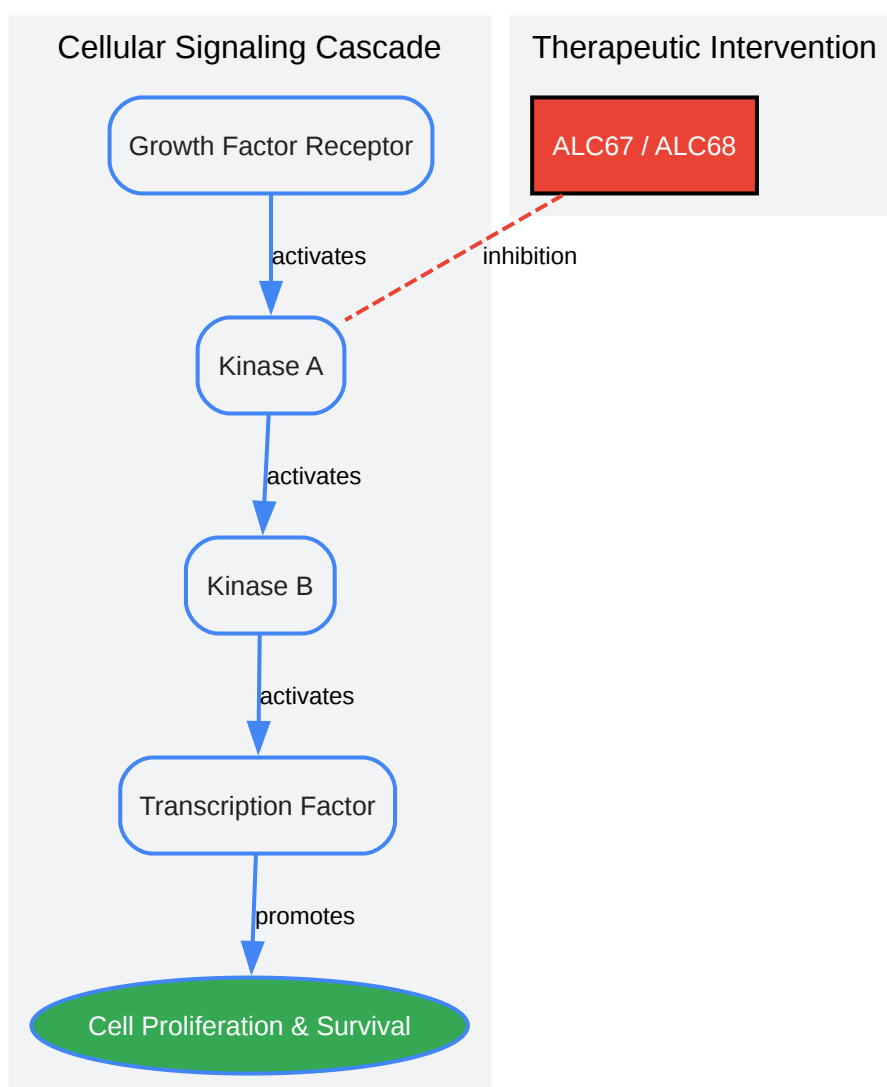 Cellular Signaling Cascade
Therapeutic Intervention
Growth Factor Receptor
ALC67 / ALC68
activates
inhibition
Kinase A
activates
Kinase B
activates
Transcription Factor
promotes
Cell Proliferation & Survival